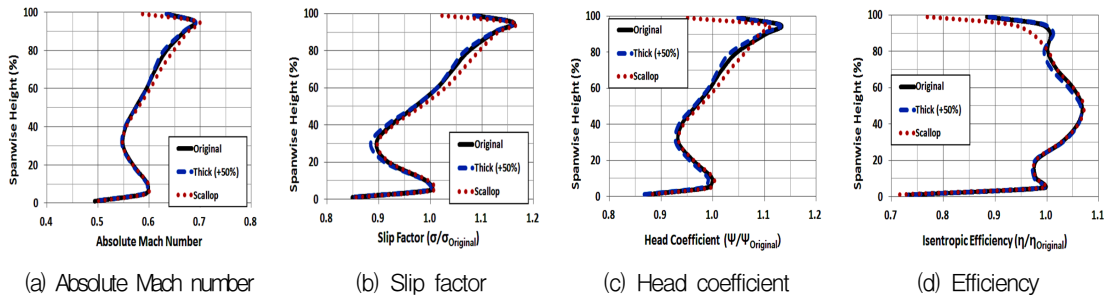 Spanwise Height (%)
100
80
60
40
20
0
0.4
0.5
0.6
0.7
0.8
Original
Thick (+50%)
Scallop
Absolute Mach Number
(a) Absolute Mach number
Spanwise Height (%)
100
80
60
40
20
0
0.8
0.9
1.0
1.1
1.2
Original
Thick (+50%)
Scallop
Slip Factor (σ/σOriginal)
(b) Slip factor
Spanwise Height (%)
100
80
60
40
20
0
0.8
0.9
1.0
1.1
1.2
Original
Thick (+50%)
Scallop
Head Coefficient (Ψ/ΨOriginal)
(c) Head coefficient
Spanwise Height (%)
100
80
60
40
20
0
0.7
0.8
0.9
1.0
1.1
Original
Thick (+50%)
Scallop
Isentropic Efficiency (η/ηOriginal)
(d) Efficiency